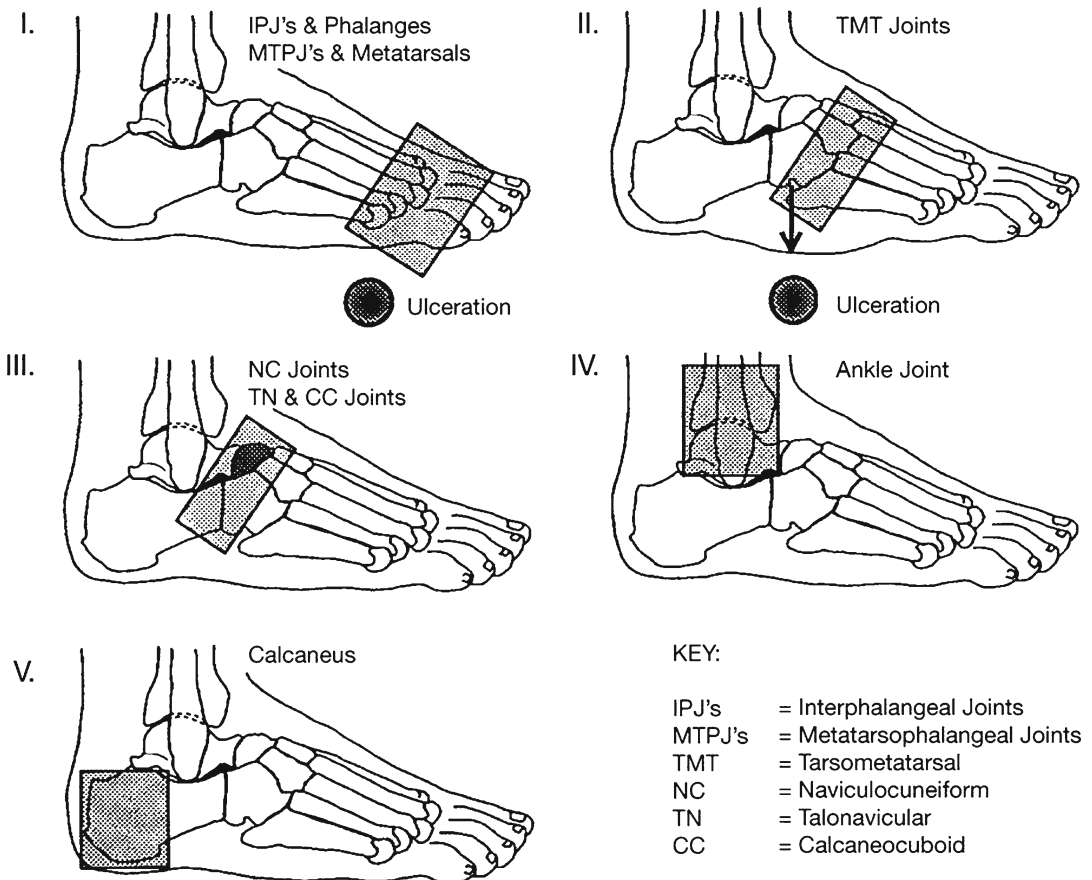 I.
IPJ's & Phalanges
MTPJ's & Metatarsals
Ulceration
II.
TMT Joints
Ulceration
III.
NC Joints
TN & CC Joints
IV.
Ankle Joint
V.
Calcaneus
KEY:
IPJ's = Interphalangeal Joints
MTPJ's = Metatarsophalangeal Joints
TMT = Tarsometatarsal
NC = Naviculocuneiform
TN = Talonavicular
CC = Calcaneocuboid